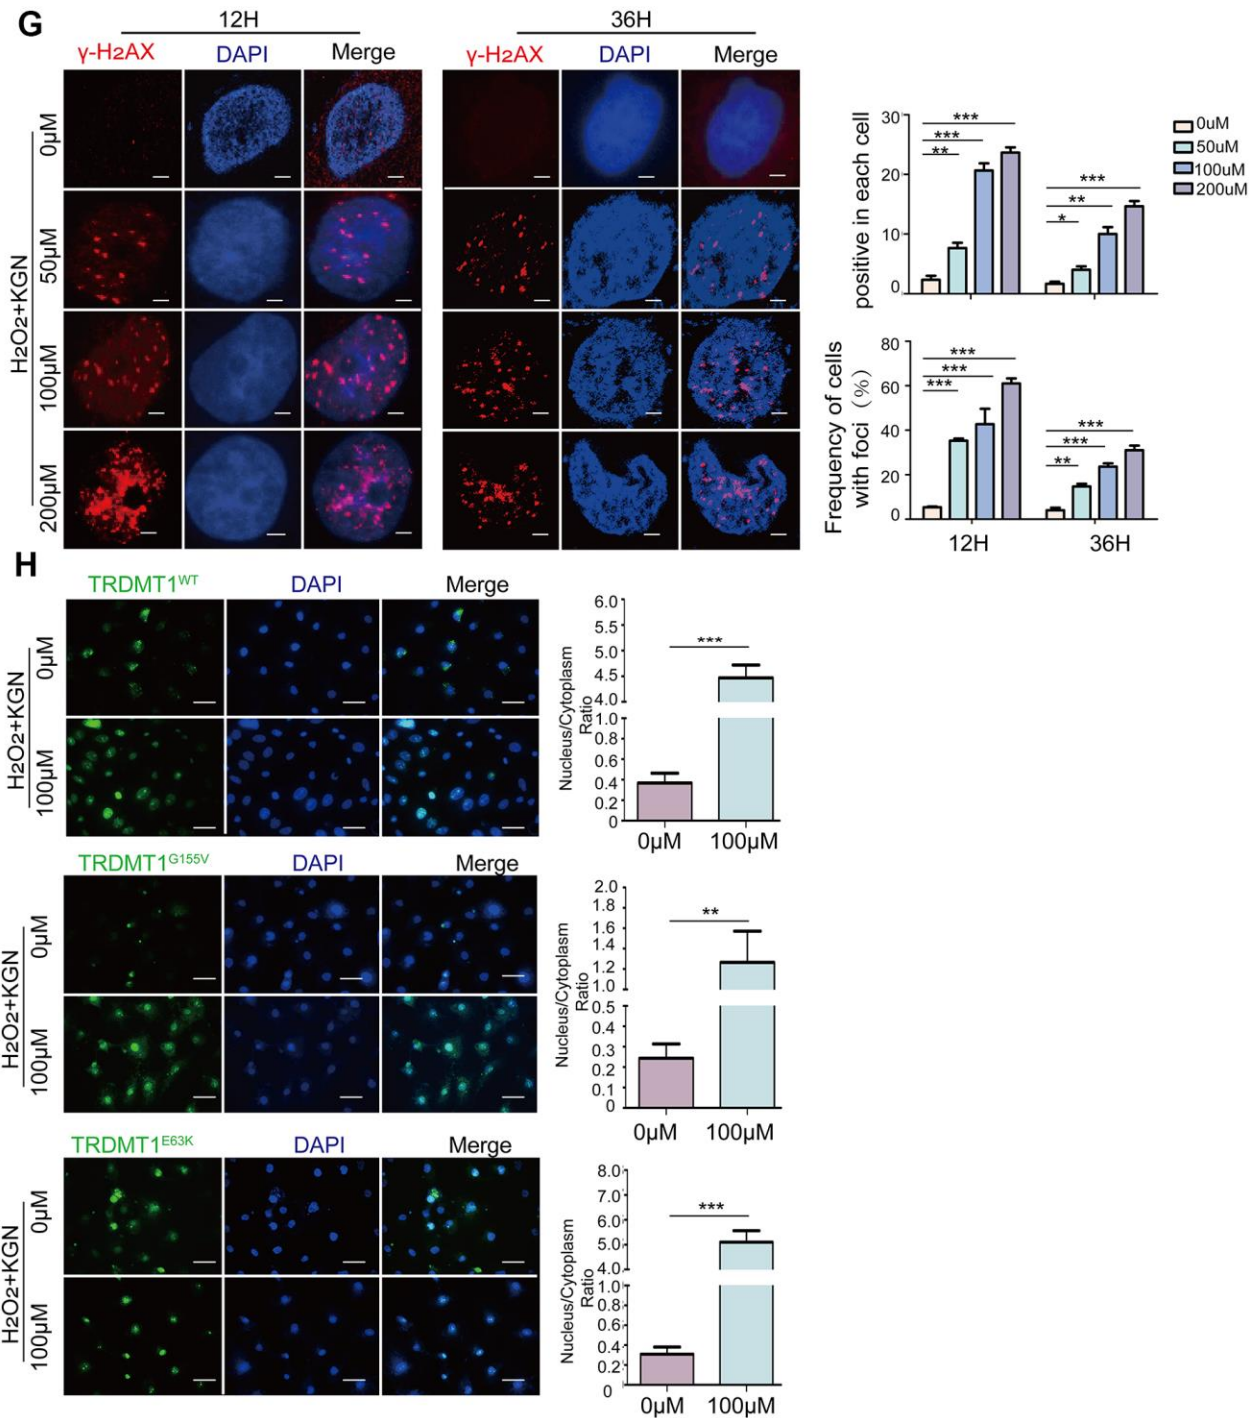 G
12H
36H
γ-H2AX DAPI Merge
γ-H2AX DAPI Merge
H2O2+KGN
0μM
50μM
100μM
200μM
positive in each cell
30
20
10
0
***
***
**
***
**
*
0uM
50uM
100uM
200uM
Frequency of cells
with foci (%)
80
60
40
20
0
***
***
***
***
***
**
12H
36H
H
TRDMT1WT DAPI Merge
H2O2+KGN
0μM
100μM
Nucleus/Cytoplasm
Ratio
6.0
5.5
5.0
4.5
4.0
1.0
0.8
0.6
0.4
0.2
0
***
0μM 100μM
TRDMT1G155V DAPI Merge
H2O2+KGN
0μM
100μM
Nucleus/Cytoplasm
Ratio
2.0
1.8
1.6
1.4
1.2
1.0
0.5
0.4
0.3
0.2
0.1
0
**
0μM 100μM
TRDMT1E63K DAPI Merge
H2O2+KGN
0μM
100μM
Nucleus/Cytoplasm
Ratio
8.0
7.0
6.0
5.0
4.0
1.0
0.8
0.6
0.4
0.2
0
***
0μM 100μM